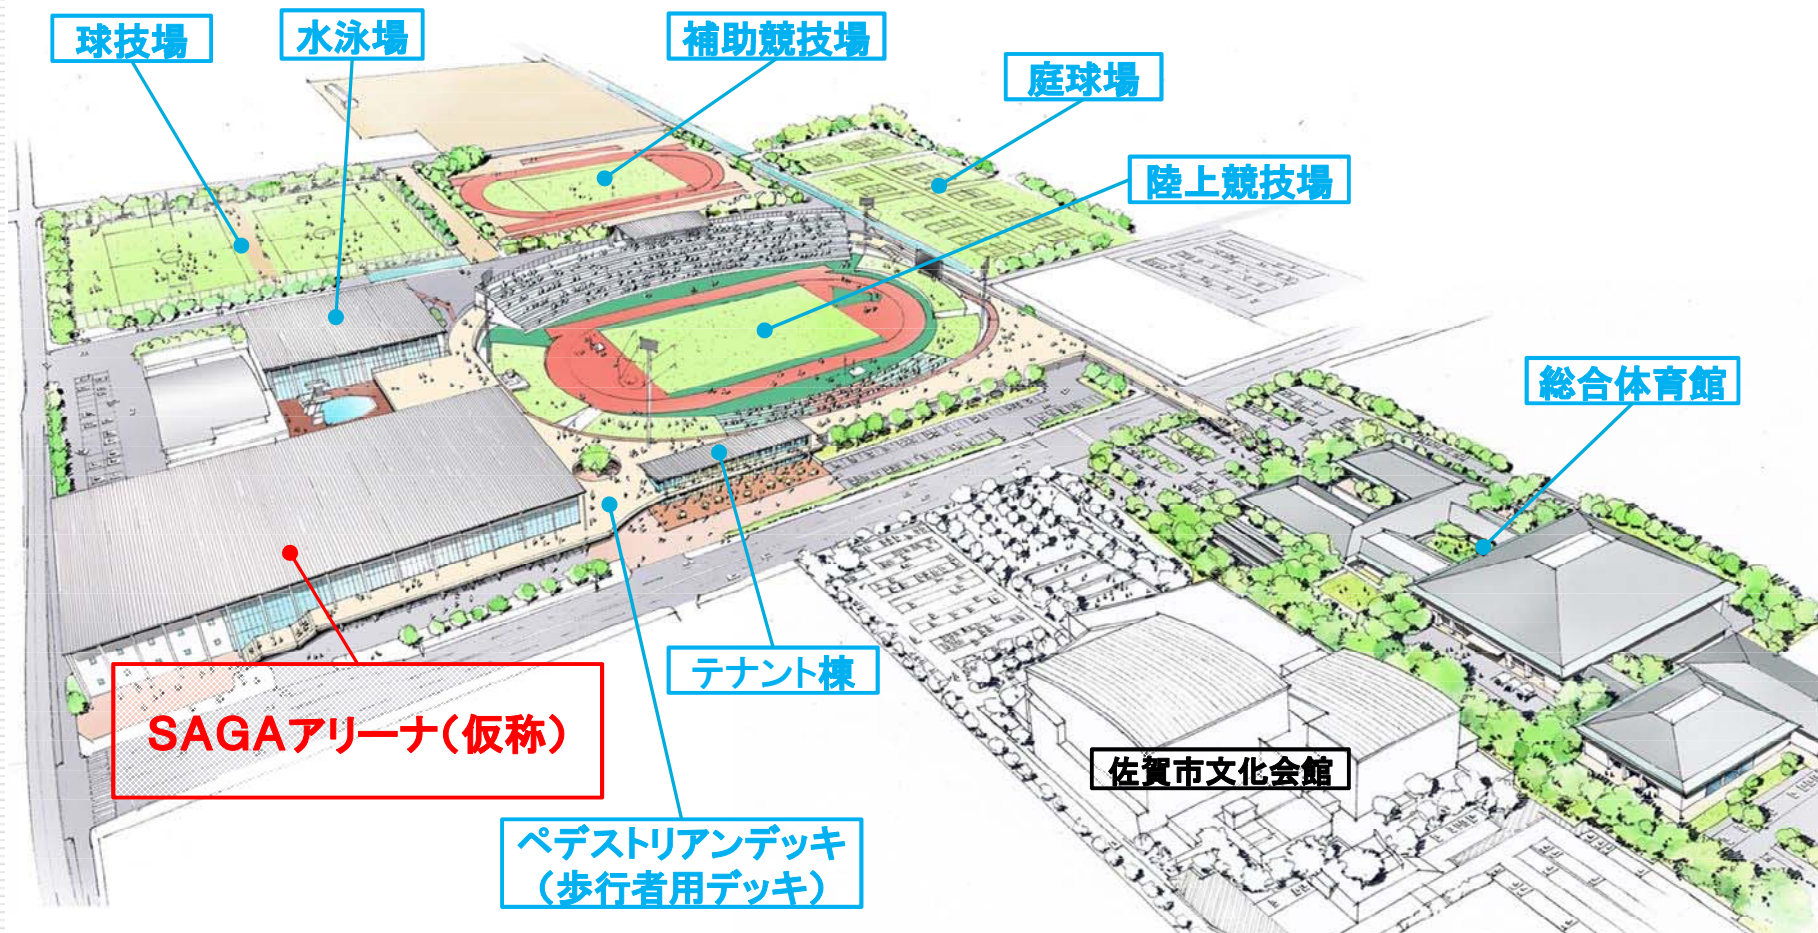 球技場
水泳場
補助競技場
庭球場
陸上競技場
総合体育館
テナント棟
SAGAアリーナ(仮称)
佐賀市文化会館
ペデストリアンデッキ
(歩行者用デッキ)